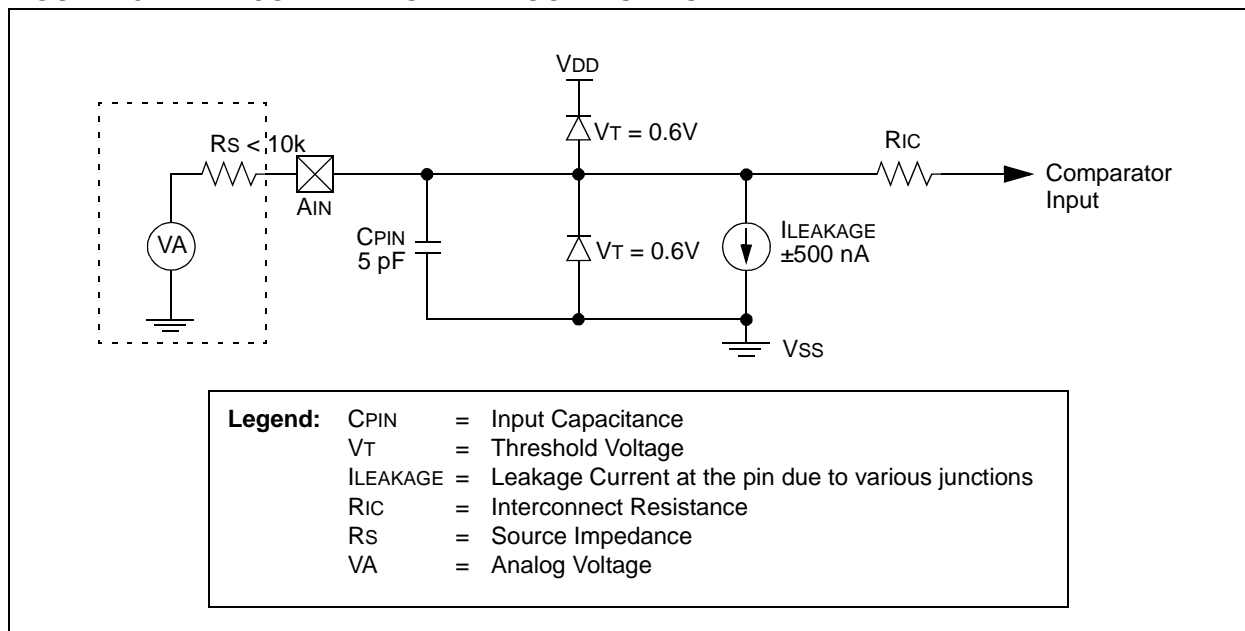 VDD
VT = 0.6V
RS < 10k
RIC
AIN
Comparator
Input
VA
CPIN
5 pF
VT = 0.6V
ILEAKAGE
±500 nA
VSS
Legend: CPIN = Input Capacitance
VT = Threshold Voltage
ILEAKAGE = Leakage Current at the pin due to various junctions
RIC = Interconnect Resistance
RS = Source Impedance
VA = Analog Voltage